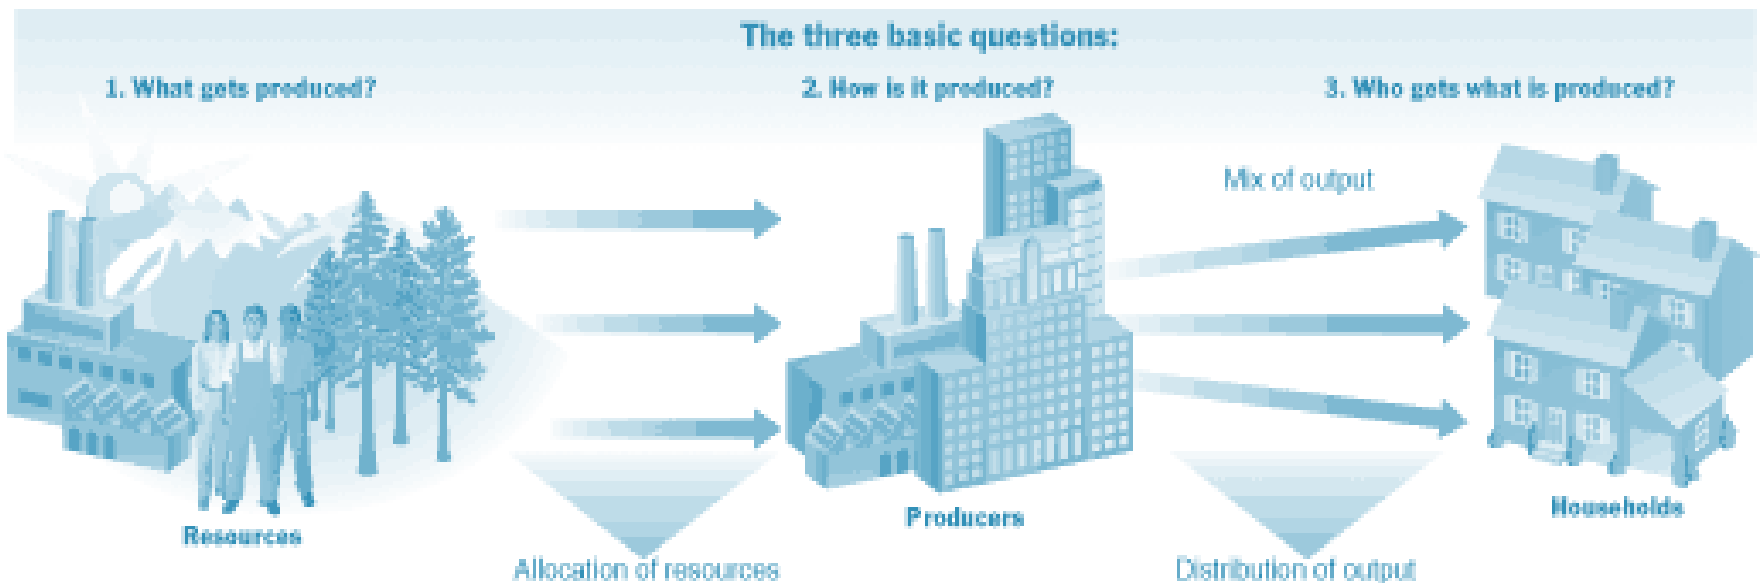 The three basic questions:
1. What gets produced?
2. How is it produced?
3. Who gets what is produced?
Mix of output
Resources
Producers
Households
Allocation of resources
Distribution of output